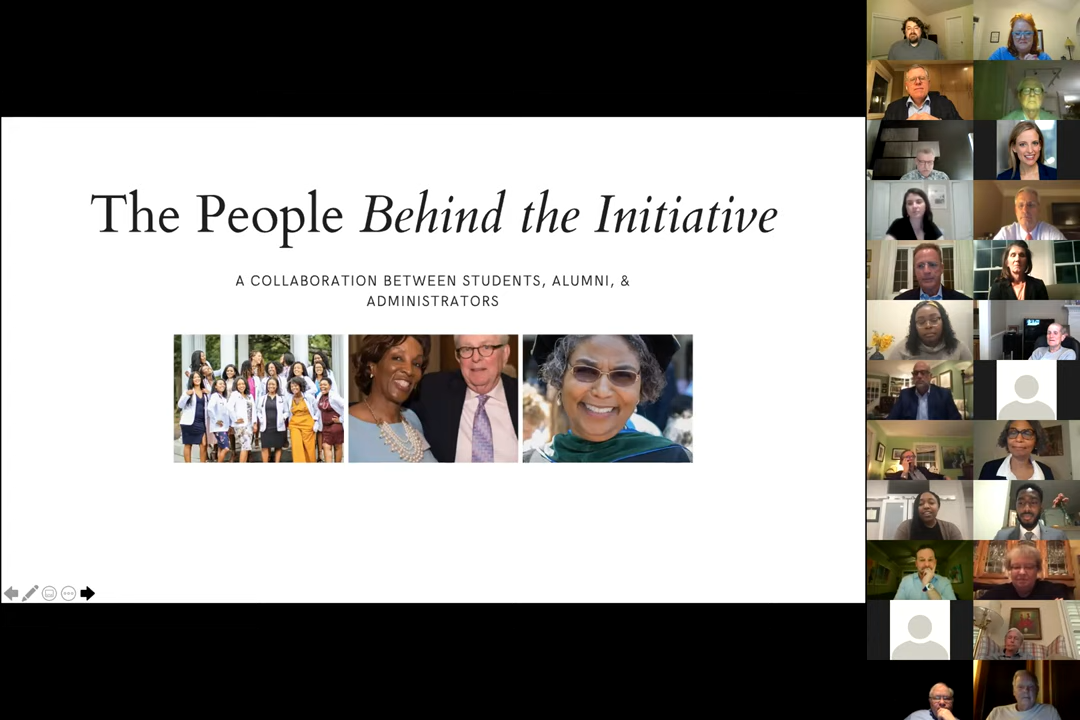 The People Behind the Initiative
A COLLABORATION BETWEEN STUDENTS, ALUMNI, &
ADMINISTRATORS